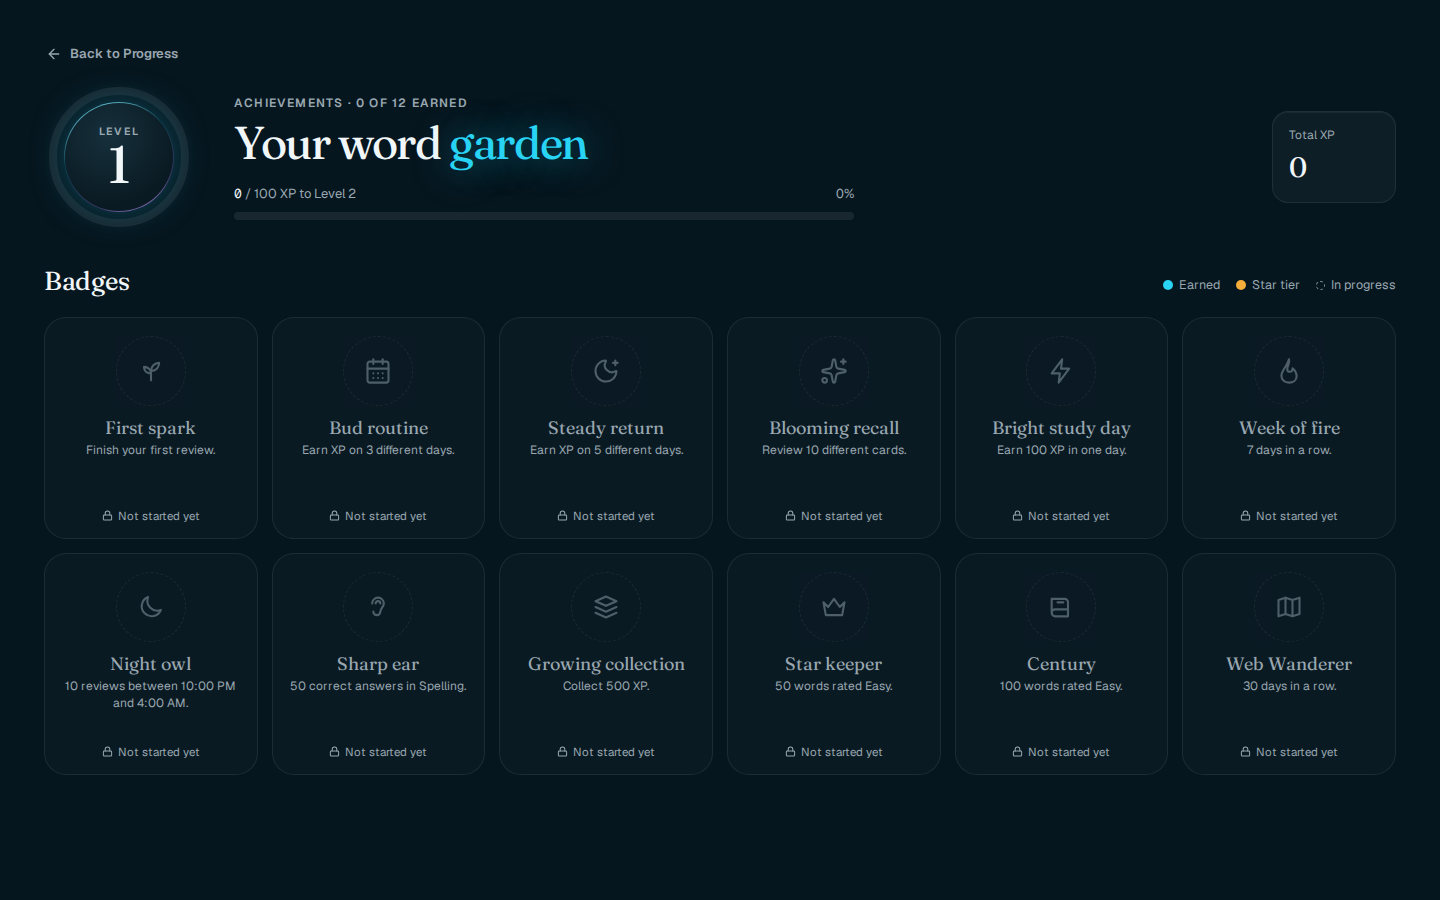 Back to Progress
LEVEL
1
ACHIEVEMENTS · 0 OF 12 EARNED
Your word garden
0 / 100 XP to Level 2
0%
Total XP
0
Badges
Earned
Star tier
In progress
First spark
Finish your first review.
Not started yet
Bud routine
Earn XP on 3 different days.
Not started yet
Steady return
Earn XP on 5 different days.
Not started yet
Blooming recall
Review 10 different cards.
Not started yet
Bright study day
Earn 100 XP in one day.
Not started yet
Week of fire
7 days in a row.
Not started yet
Night owl
10 reviews between 10:00 PM
and 4:00 AM.
Not started yet
Sharp ear
50 correct answers in Spelling.
Not started yet
Growing collection
Collect 500 XP.
Not started yet
Star keeper
50 words rated Easy.
Not started yet
Century
100 words rated Easy.
Not started yet
Web Wanderer
30 days in a row.
Not started yet